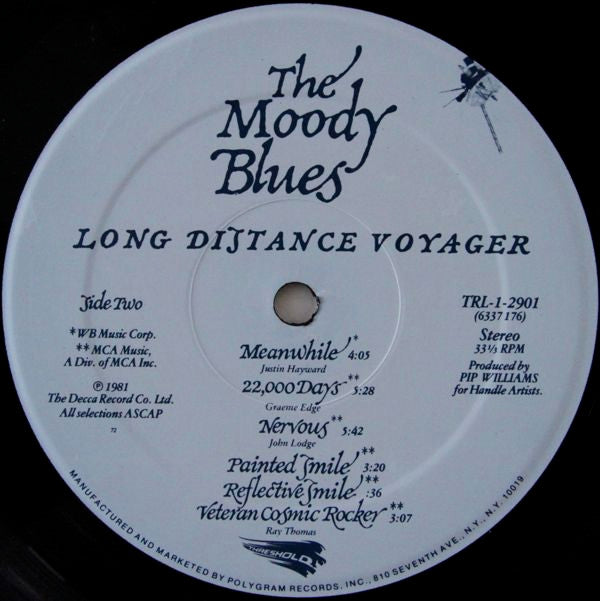 The
Moody
Blues
LONG DISTANCE VOYAGER
Side Two
*WB Music Corp.
**MCA Music,
A Div. of MCA Inc.
℗ 1981
The Decca Record Co. Ltd.
All selections ASCAP
72
TRL-1-2901
(6337 176)
Stereo
33⅓ RPM
Produced by
PIP WILLIAMS
for Handle Artists.
Meanwhile* 4:05
Justin Hayward
22,000 Days** 5:28
Graeme Edge
Nervous** 5:42
John Lodge
Painted Smile** 3:20
Reflective Smile** :36
Veteran Cosmic Rocker** 3:07
Ray Thomas
THRESHOLD
MANUFACTURED AND MARKETED BY POLYGRAM RECORDS, INC., 810 SEVENTH AVE., N.Y., N.Y. 10019